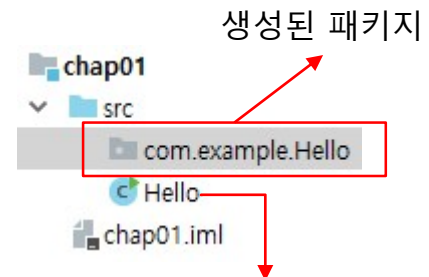 생성된 패키지
chap01
src
com.example.Hello
Hello
chap01.iml